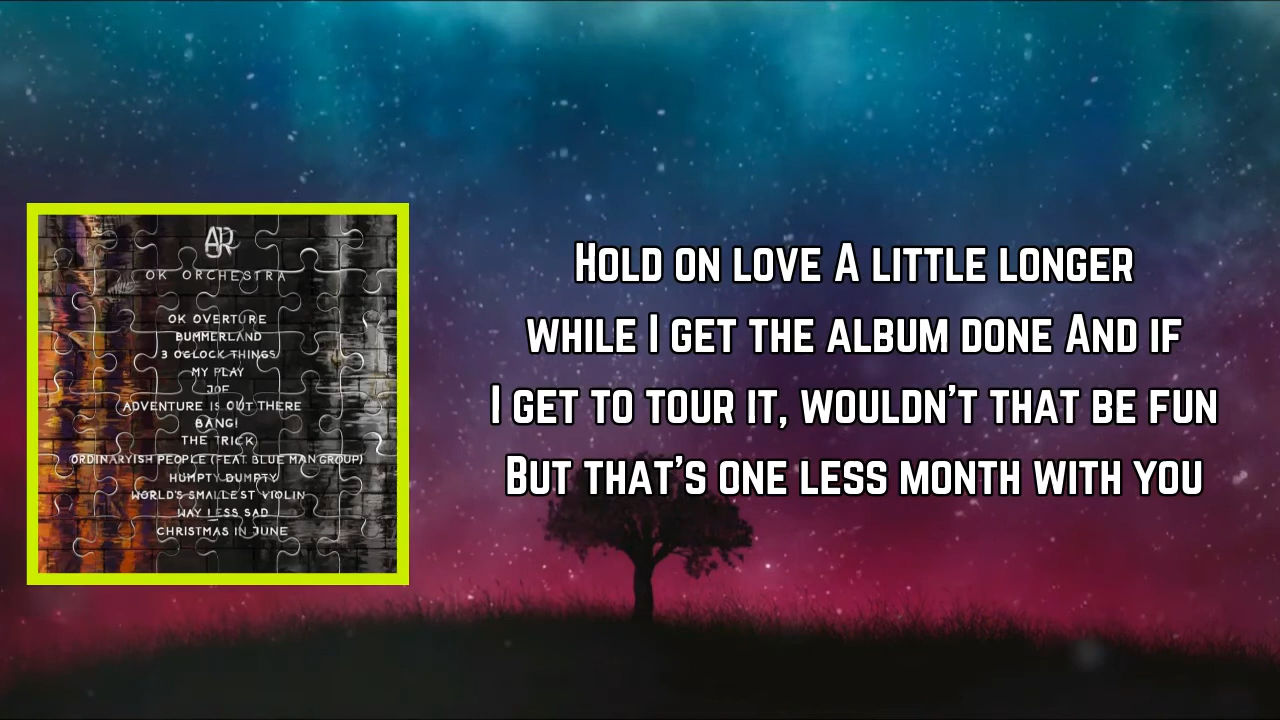 AJR
OK ORCHESTRA
OK OVERTURE
BUMMERLAND
3 O'CLOCK THINGS
MY PLAY
JOE
ADVENTURE IS OUT THERE
BANG!
THE TRICK
ORDINARYISH PEOPLE (FEAT. BLUE MAN GROUP)
HUMPTY DUMPTY
WORLD'S SMALLEST VIOLIN
WAY LESS SAD
CHRISTMAS IN JUNE
HOLD ON LOVE A LITTLE LONGER
WHILE I GET THE ALBUM DONE AND IF
I GET TO TOUR IT, WOULDN'T THAT BE FUN
BUT THAT'S ONE LESS MONTH WITH YOU